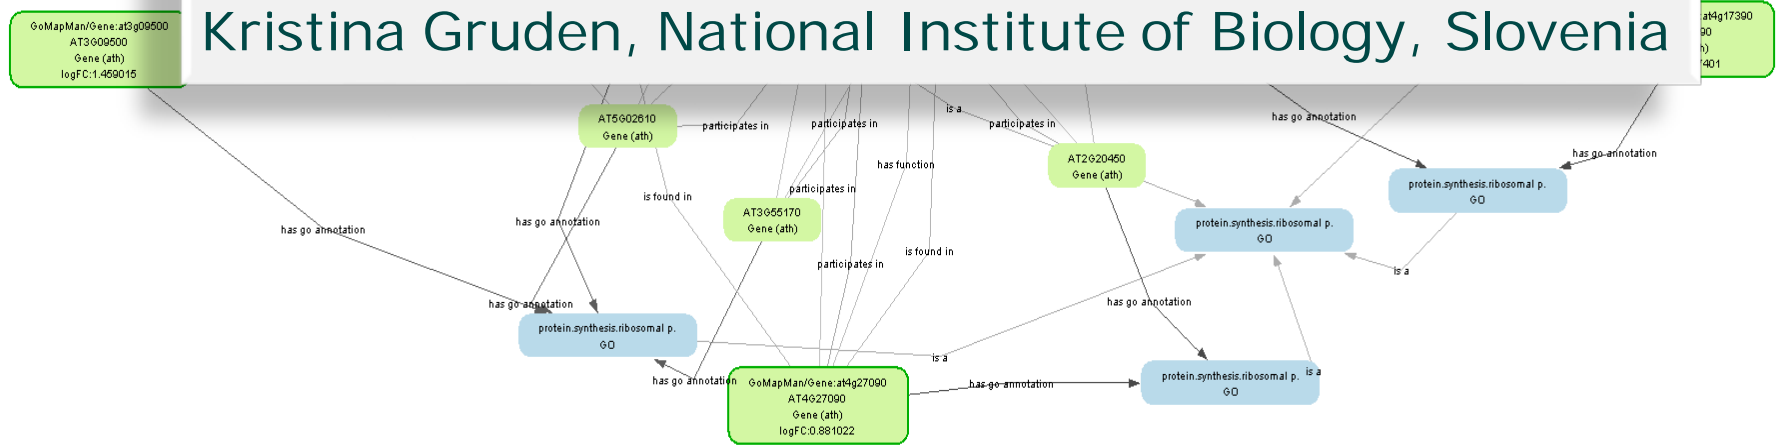 Kristina Gruden, National Institute of Biology, Slovenia
GoMapMan/Gene:at3g09500
AT3G09500
Gene (ath)
logFC:1.459015
at4g17390
90
h)
7401
AT5G02610
Gene (ath)
participates in
participates in
is a
participates in
has go annotation
has go annotation
has function
AT2G20450
Gene (ath)
protein.synthesis.ribosomal p.
GO
participates in
is found in
AT3G55170
Gene (ath)
has go annotation
has go annotation
protein.synthesis.ribosomal p.
GO
is found in
participates in
is a
has go annotation
has go annotation
protein.synthesis.ribosomal p.
GO
is a
has go annotation
GoMapMan/Gene:at4g27090
AT4G27090
Gene (ath)
logFC:0.881022
has go annotation
protein.synthesis.ribosomal p.
GO
is a